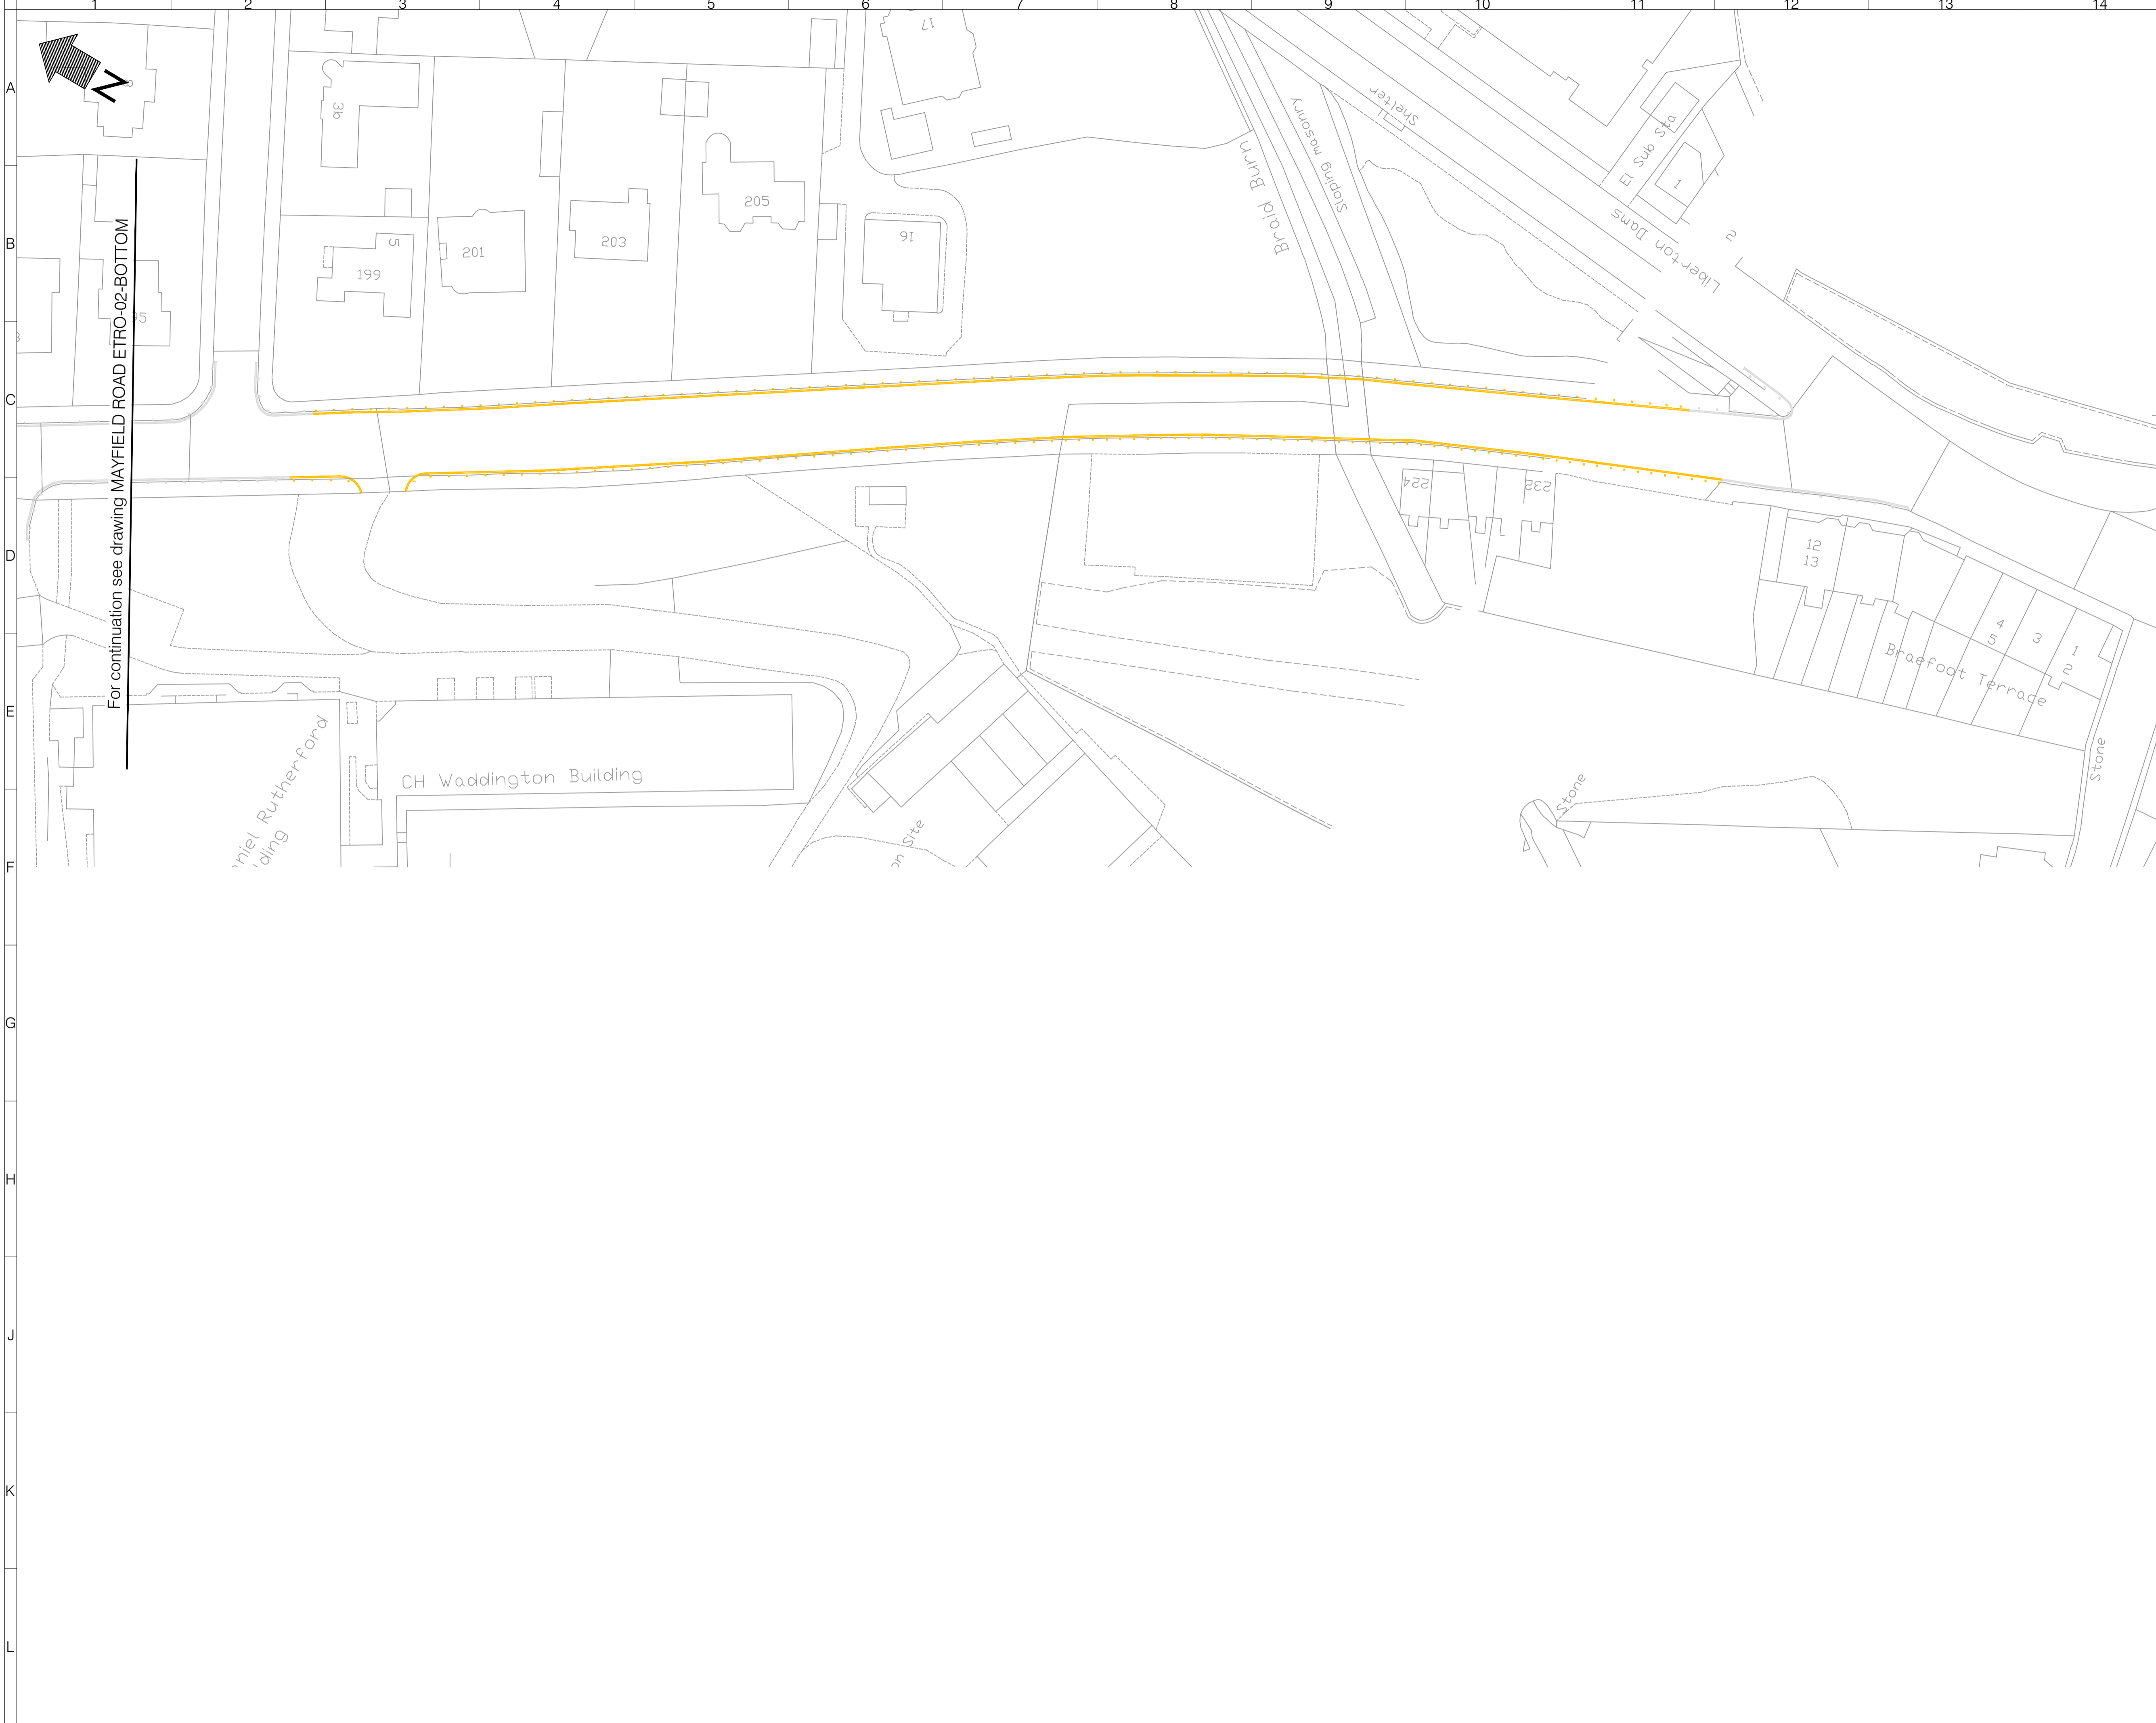 1 2 3 4 5 6 7 8 9 10 11 12 13 14
A
B
C
D
E
F
G
H
J
K
L
N
For continuation see drawing MAYFIELD ROAD ETRO-02-BOTTOM
36
17
5
199
201
203
205
16
Braid Burn
Sloping masonry
Shelter
El Sub Sta
1
Liberton Dams
2
224
232
12
13
4
5
3
1
2
Braefoot Terrace
Stone
Stone
CH Waddington Building
Rutherford
Site